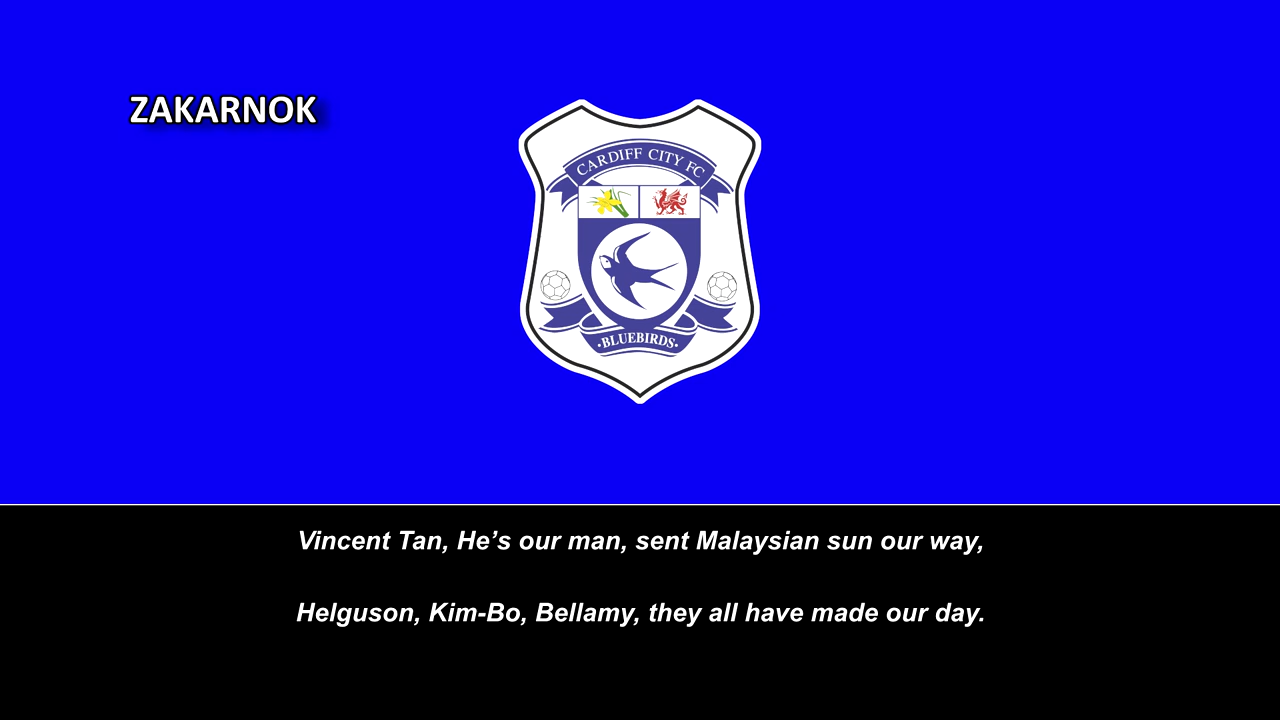 ZAKARNOK
CARDIFF CITY FC
·BLUEBIRDS·
Vincent Tan, He’s our man, sent Malaysian sun our way,
Helguson, Kim-Bo, Bellamy, they all have made our day.